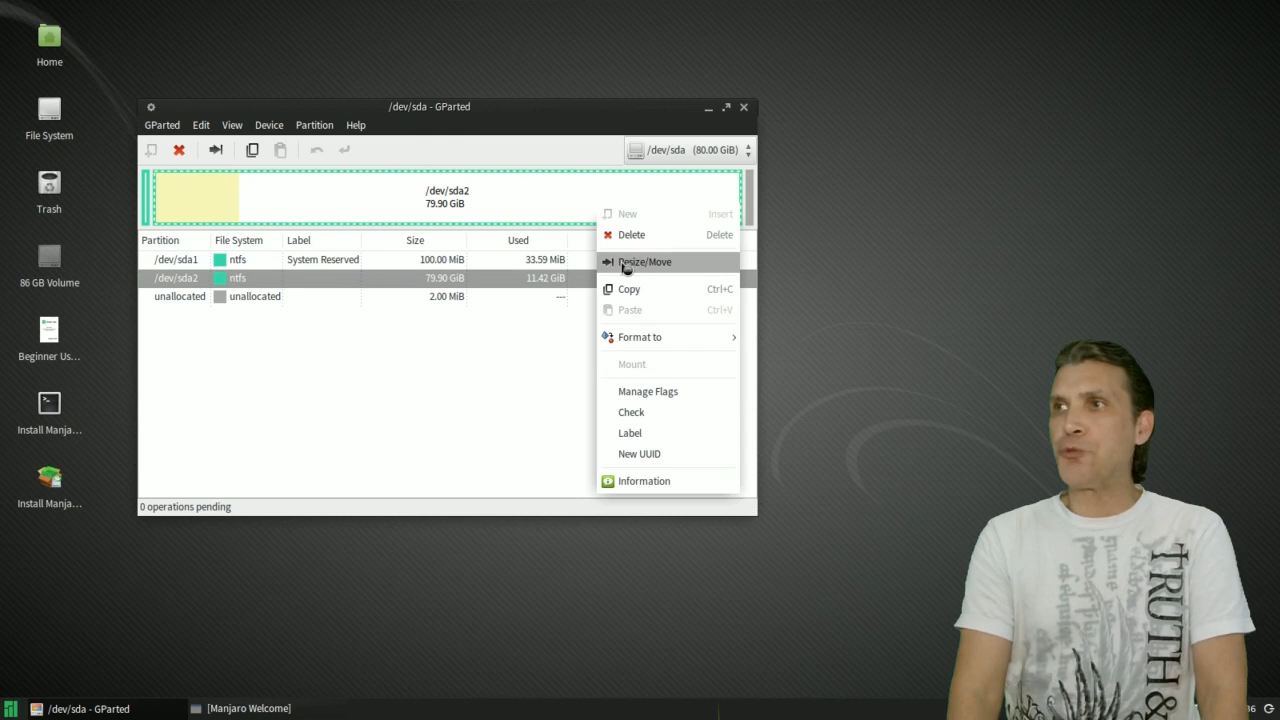 Home
File System
Trash
86 GB Volume
Beginner Us...
Install Manja...
Install Manja...
/dev/sda - GParted
GParted Edit View Device Partition Help
/dev/sda (80.00 GiB)
/dev/sda2
79.90 GiB
Partition File System Label Size Used
/dev/sda1 ntfs System Reserved 100.00 MiB 33.59 MiB
/dev/sda2 ntfs 79.90 GiB 11.42 GiB
unallocated unallocated 2.00 MiB ---
0 operations pending
New Insert
Delete Delete
Resize/Move
Copy Ctrl+C
Paste Ctrl+V
Format to
Mount
Manage Flags
Check
Label
New UUID
Information
TRUTH &
/dev/sda - GParted
[Manjaro Welcome]
36